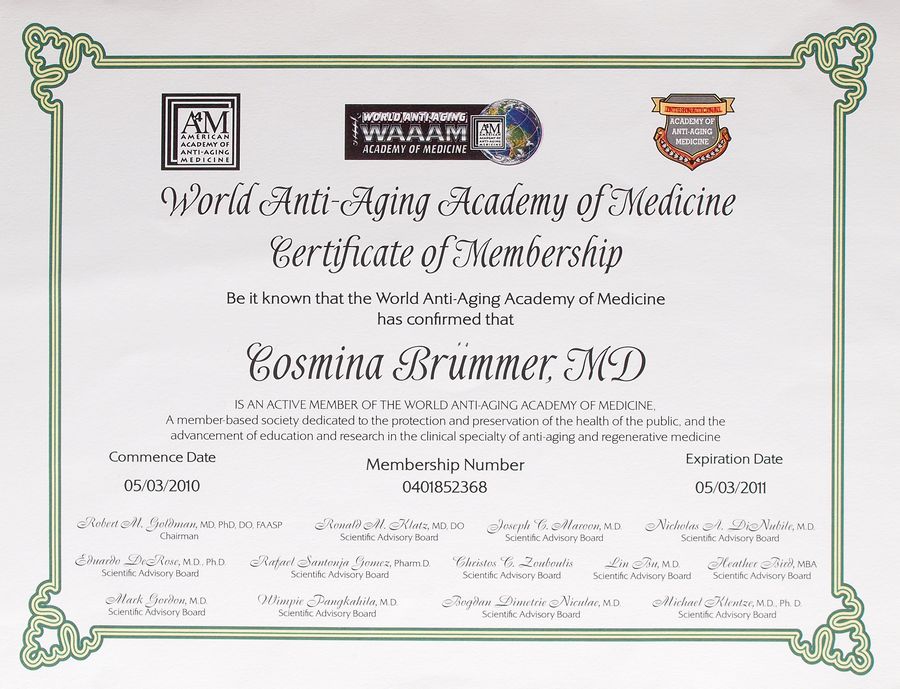 A4M
AMERICAN
ACADEMY OF
ANTI-AGING
MEDICINE
WORLD ANTI-AGING
WAAAM
ACADEMY OF MEDICINE
A4M
INTERNATIONAL
ACADEMY OF
ANTI-AGING
MEDICINE
World Anti-Aging Academy of Medicine
Certificate of Membership
Be it known that the World Anti-Aging Academy of Medicine
has confirmed that
Cosmina Brümmer, MD
IS AN ACTIVE MEMBER OF THE WORLD ANTI-AGING ACADEMY OF MEDICINE,
A member-based society dedicated to the protection and preservation of the health of the public, and the
advancement of education and research in the clinical specialty of anti-aging and regenerative medicine
Commence Date Membership Number Expiration Date
05/03/2010 0401852368 05/03/2011
Robert M. Goldman, MD, PhD, DO, FAASP Ronald M. Klatz, MD, DO Joseph C. Maroon, M.D. Nicholas A. DiNubile, M.D.
Chairman Scientific Advisory Board Scientific Advisory Board Scientific Advisory Board
Eduardo DeRose, M.D., Ph.D. Rafael Santonja Gomez, Pharm.D. Christos C. Zouboulis Lin Bu, M.D. Heather Bird, MBA
Scientific Advisory Board Scientific Advisory Board Scientific Advisory Board Scientific Advisory Board Scientific Advisory Board
Mark Gordon, M.D. Wimpie Pangkahila, M.D. Bogdan Dimetrie Niculae, M.D. Michael Klentze, M.D., Ph. D.
Scientific Advisory Board Scientific Advisory Board Scientific Advisory Board Scientific Advisory Board